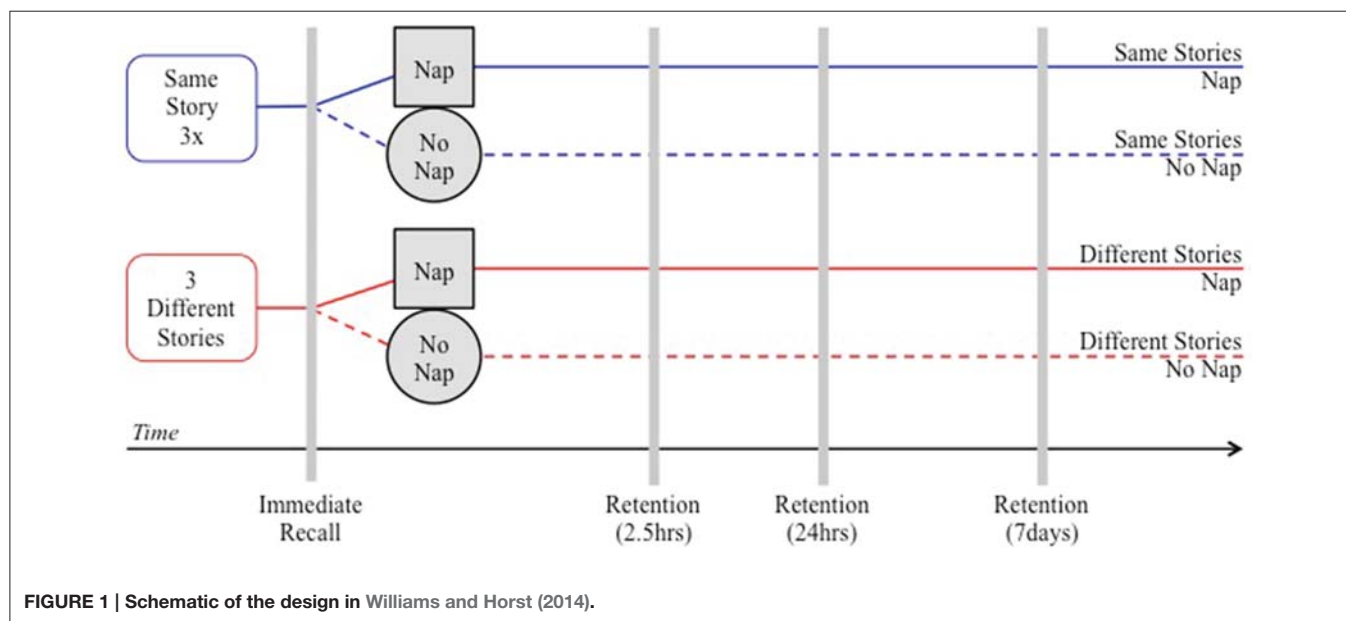 Same
Story
3x
Nap
No
Nap
Same Stories
Nap
Same Stories
No Nap
3
Different
Stories
Nap
No
Nap
Different Stories
Nap
Different Stories
No Nap
Time
Immediate
Recall
Retention
(2.5hrs)
Retention
(24hrs)
Retention
(7days)
FIGURE 1 | Schematic of the design in Williams and Horst (2014).